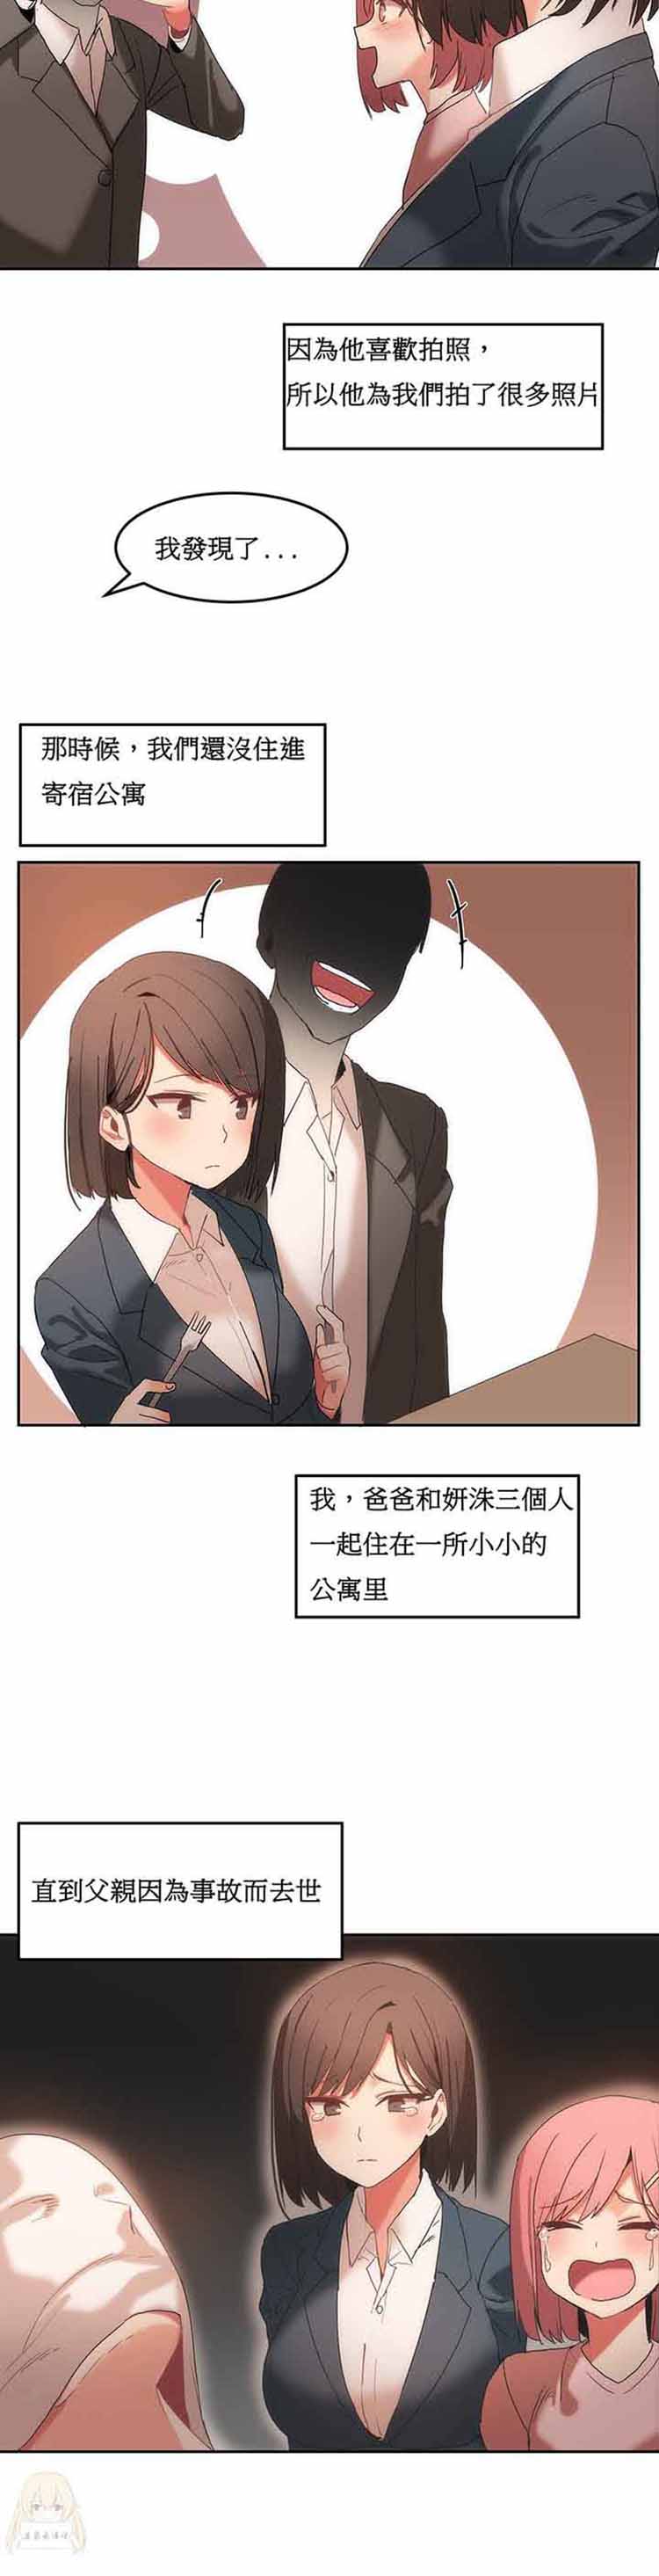 因為他喜歡拍照，
所以他為我們拍了很多照片
我發現了...
那時候，我們還沒住進
寄宿公寓
我，爸爸和妍洙三個人
一起住在一所小小的
公寓里
直到父親因為事故而去世